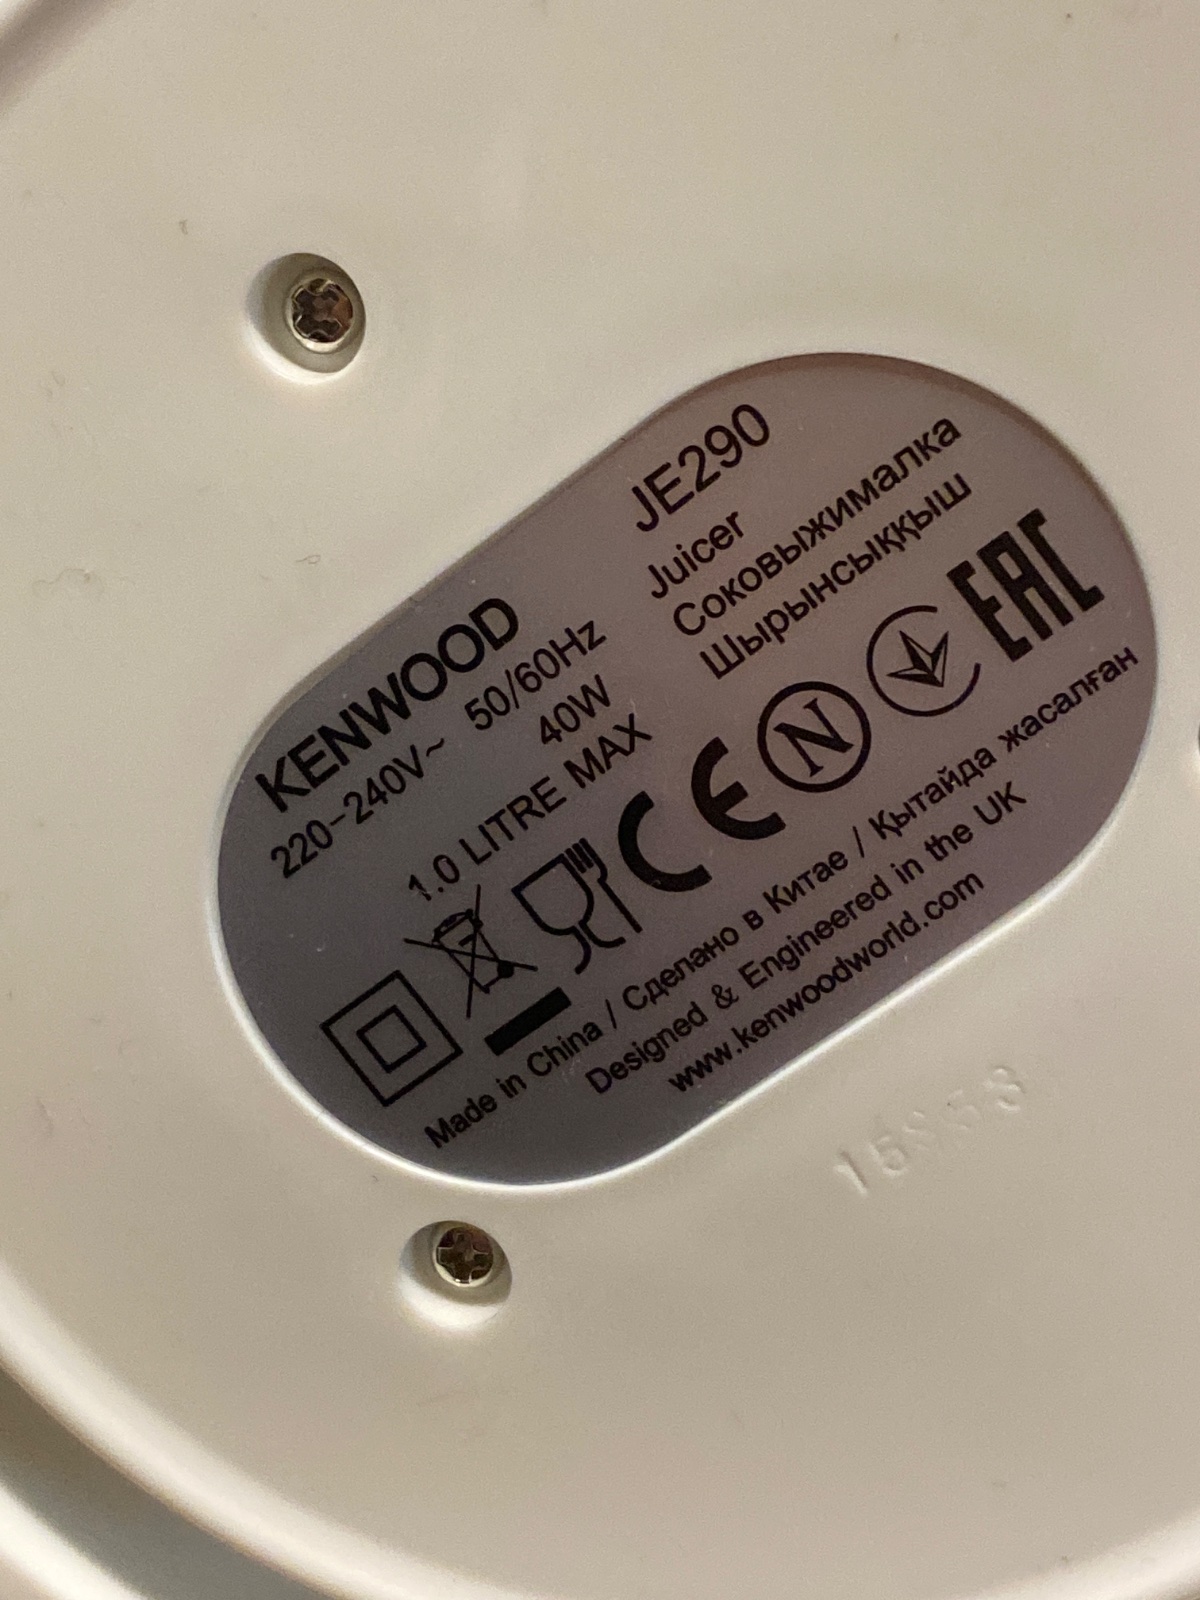 KENWOOD
220-240V~ 50/60Hz
40W
1.0 LITRE MAX
JE290
Juicer
Соковыжималка
Шырынсыққыш
CE N EAC
Made in China / Сделано в Китае / Қытайда жасалған
Designed & Engineered in the UK
www.kenwoodworld.com